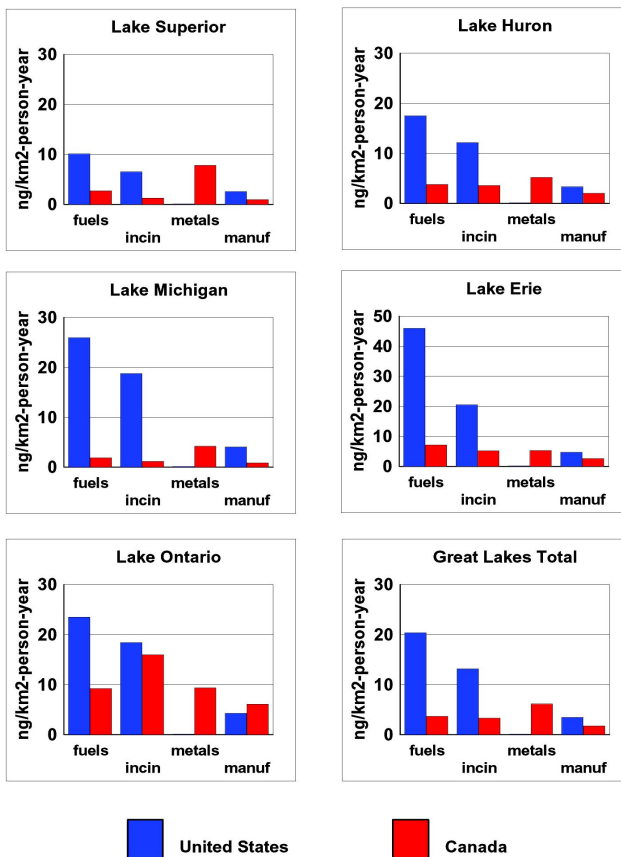 Lake Superior
ng/km2-person-year
30
20
10
0
fuels
metals
incin
manuf
Lake Huron
ng/km2-person-year
30
20
10
0
fuels
metals
incin
manuf
Lake Michigan
ng/km2-person-year
30
20
10
0
fuels
metals
incin
manuf
Lake Erie
ng/km2-person-year
50
40
30
20
10
0
fuels
metals
incin
manuf
Lake Ontario
ng/km2-person-year
30
20
10
0
fuels
metals
incin
manuf
Great Lakes Total
ng/km2-person-year
30
20
10
0
fuels
metals
incin
manuf
United States
Canada